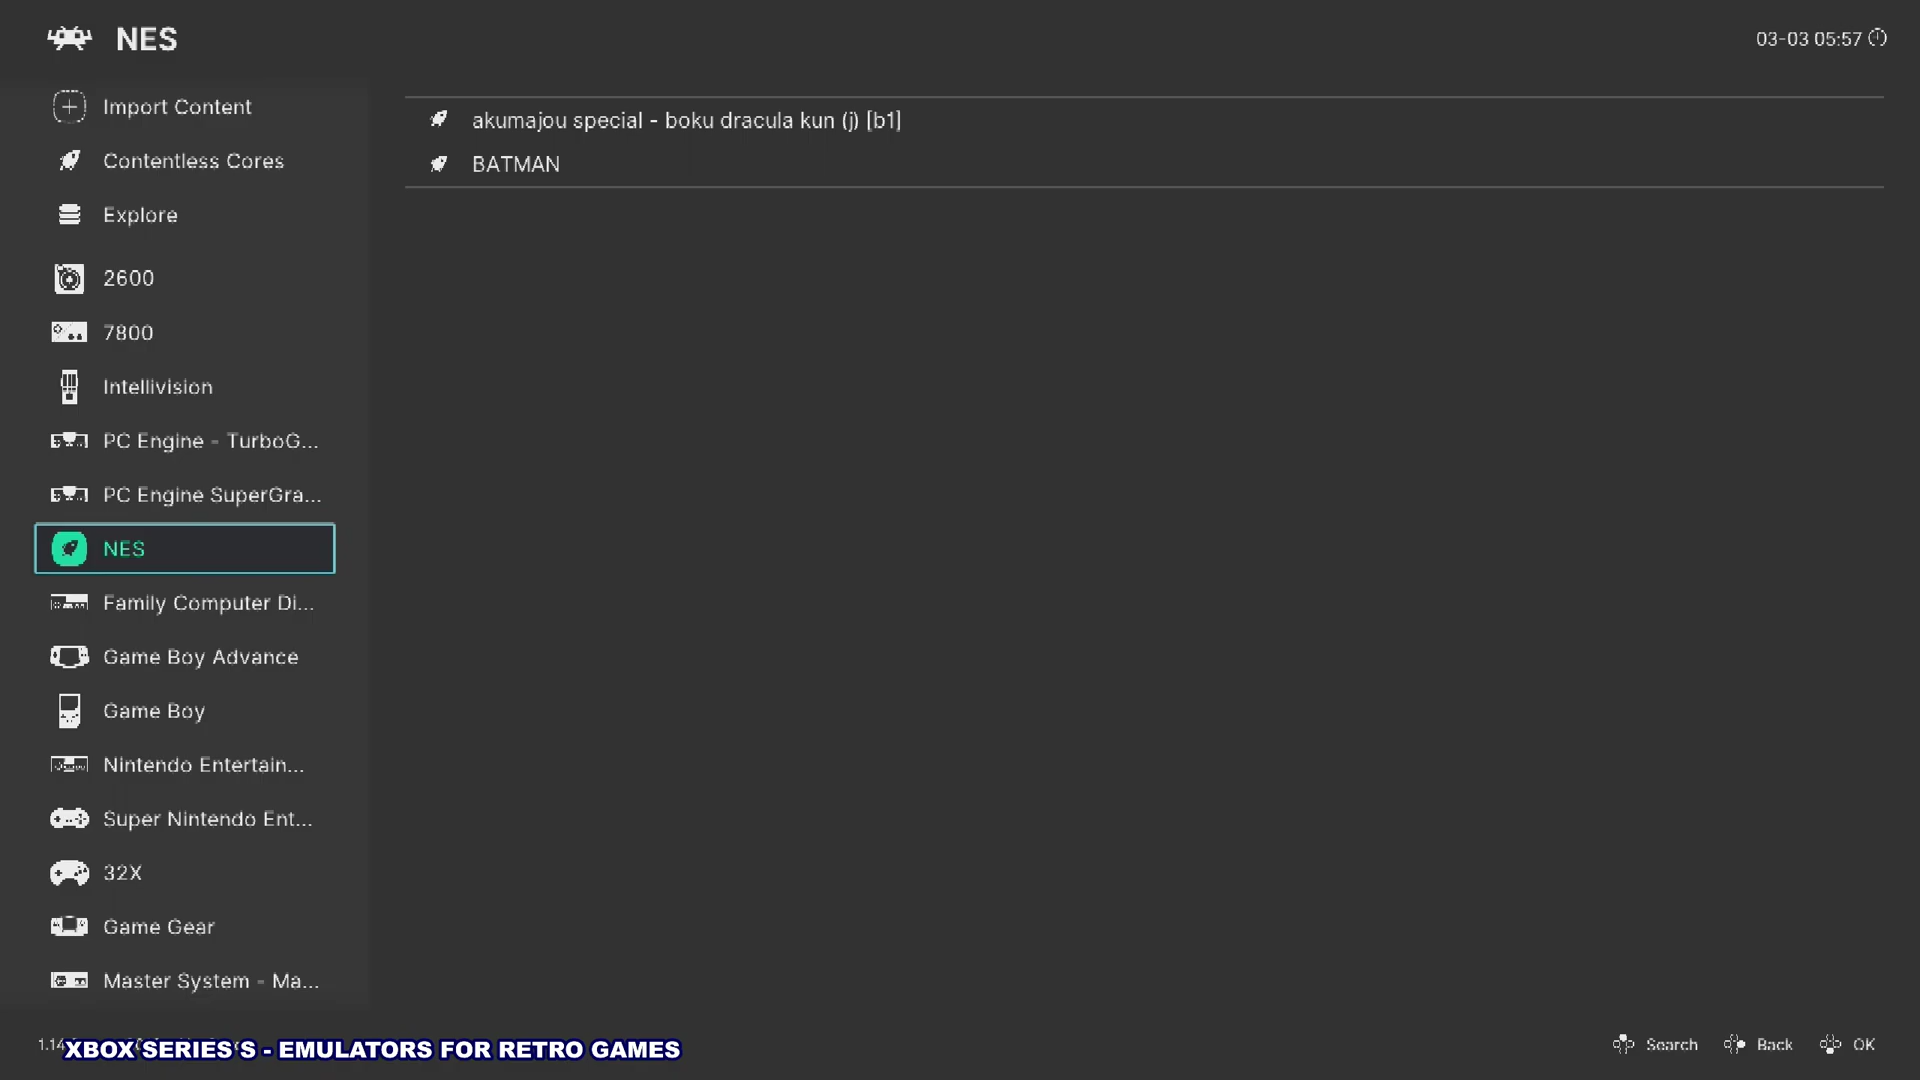 NES
03-03 05:57
Import Content
Contentless Cores
Explore
2600
7800
Intellivision
PC Engine - TurboG...
PC Engine SuperGra...
NES
Family Computer Di...
Game Boy Advance
Game Boy
Nintendo Entertain...
Super Nintendo Ent...
32X
Game Gear
Master System - Ma...
akumajou special - boku dracula kun (j) [b1]
BATMAN
1.14
XBOX SERIES S - EMULATORS FOR RETRO GAMES
Search
Back
OK